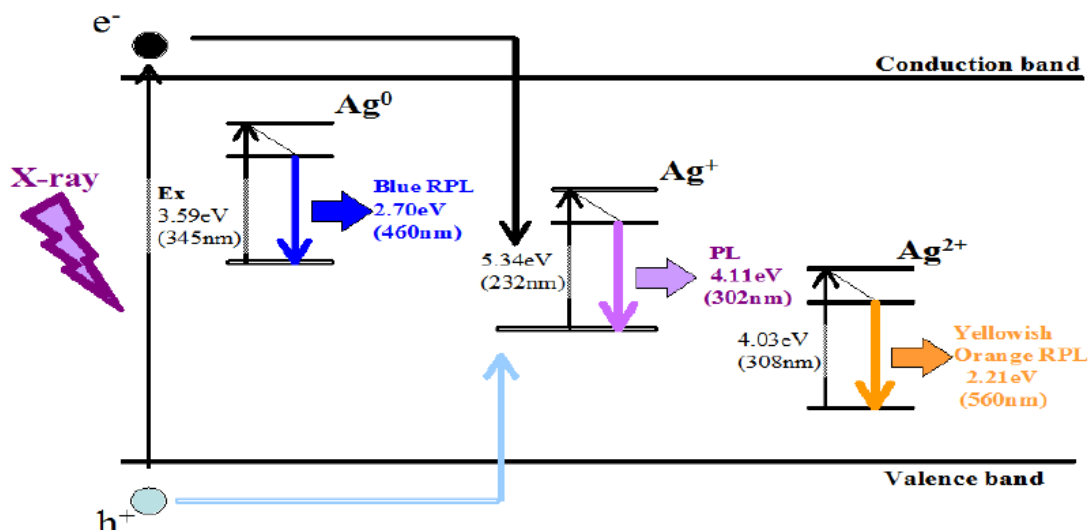 e⁻
Conduction band
Ag⁰
X-ray
Ex
3.59eV
(345nm)
Blue RPL
2.70eV
(460nm)
Ag⁺
5.34eV
(232nm)
PL
4.11eV
(302nm)
Ag²⁺
4.03eV
(308nm)
Yellowish
Orange RPL
2.21eV
(560nm)
Valence band
h⁺